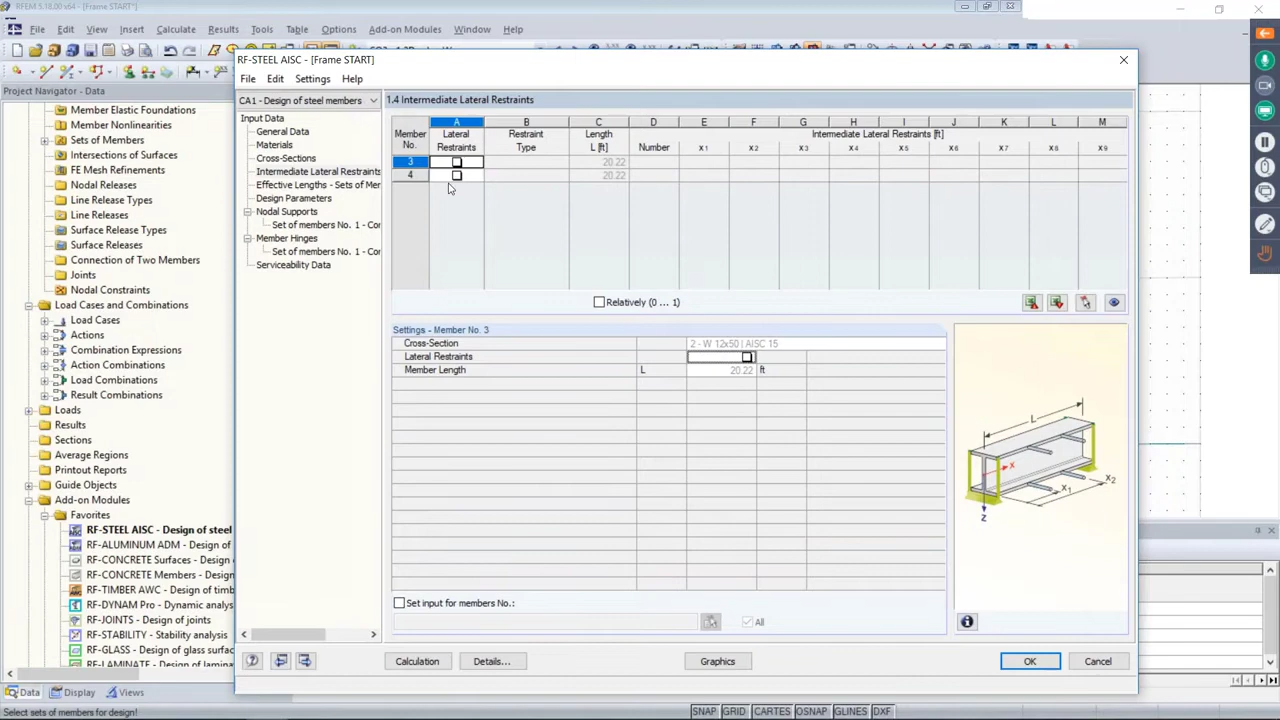 RFEM 5.18.00 x64 - [Frame START*]
File Edit View Insert Calculate Results Tools Table Options Add-on Modules Window Help
Project Navigator - Data
Member Elastic Foundations
Member Nonlinearities
Sets of Members
Intersections of Surfaces
FE Mesh Refinements
Nodal Releases
Line Release Types
Line Releases
Surface Release Types
Surface Releases
Connection of Two Members
Joints
Nodal Constraints
Load Cases and Combinations
Load Cases
Actions
Combination Expressions
Action Combinations
Load Combinations
Result Combinations
Loads
Results
Sections
Average Regions
Printout Reports
Guide Objects
Add-on Modules
Favorites
RF-STEEL AISC - Design of steel
RF-ALUMINUM ADM - Design of
RF-CONCRETE Surfaces - Design
RF-CONCRETE Members - Design
RF-TIMBER AWC - Design of timb
RF-DYNAM Pro - Dynamic analys
RF-JOINTS - Design of joints
RF-STABILITY - Stability analysis
RF-GLASS - Design of glass surfa
RF-LAMINATE - Design of lamina
Data Display Views
Select sets of members for design!
RF-STEEL AISC - [Frame START]
File Edit Settings Help
CA1 - Design of steel members
Input Data
General Data
Materials
Cross-Sections
Intermediate Lateral Restraints
Effective Lengths - Sets of Mer
Design Parameters
Nodal Supports
Set of members No. 1 - Cor
Member Hinges
Set of members No. 1 - Cor
Serviceability Data
1.4 Intermediate Lateral Restraints
A B C D E F G H I J K L M
Member No. Lateral Restraints Restraint Type Length L [ft] Intermediate Lateral Restraints [ft]
Number x1 x2 x3 x4 x5 x6 x7 x8 x9
3 20.22
4 20.22
Relatively (0 ... 1)
Settings - Member No. 3
Cross-Section 2 - W 12x50 | AISC 15
Lateral Restraints
Member Length L 20.22 ft
L
x
x1
x2
z
Set input for members No.:
All
Calculation Details... Graphics OK Cancel
SNAP GRID CARTES OSNAP GLINES DXF